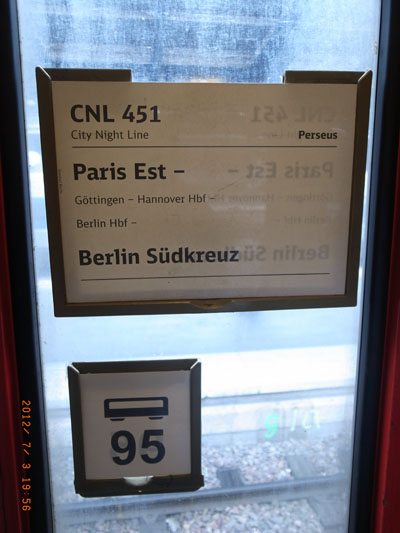 CNL 451
City Night Line Perseus
Paris Est –
Göttingen – Hannover Hbf –
Berlin Hbf –
Berlin Südkreuz
95
2012/ 7/ 3 19:56